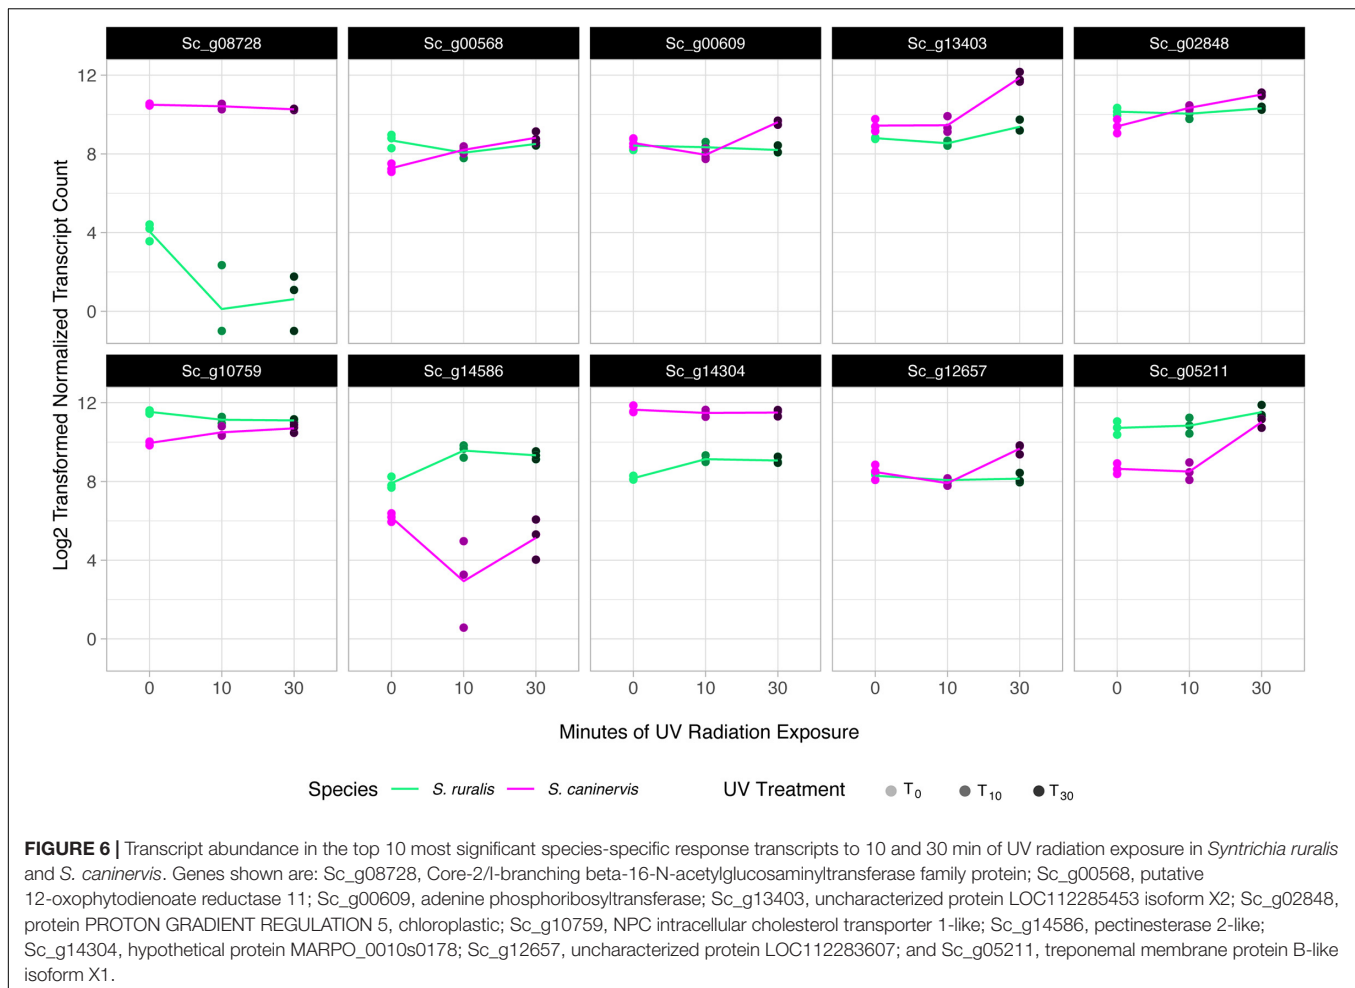 Sc_g08728 Sc_g00568 Sc_g00609 Sc_g13403 Sc_g02848
12
8
4
0
Log2 Transformed Normalized Transcript Count
Sc_g10759 Sc_g14586 Sc_g14304 Sc_g12657 Sc_g05211
12
8
4
0
0 10 30 0 10 30 0 10 30 0 10 30 0 10 30
Minutes of UV Radiation Exposure
Species S. ruralis S. caninervis UV Treatment T0 T10 T30
FIGURE 6 | Transcript abundance in the top 10 most significant species-specific response transcripts to 10 and 30 min of UV radiation exposure in Syntrichia ruralis
and S. caninervis. Genes shown are: Sc_g08728, Core-2/I-branching beta-16-N-acetylglucosaminyltransferase family protein; Sc_g00568, putative
12-oxophytodienoate reductase 11; Sc_g00609, adenine phosphoribosyltransferase; Sc_g13403, uncharacterized protein LOC112285453 isoform X2; Sc_g02848,
protein PROTON GRADIENT REGULATION 5, chloroplastic; Sc_g10759, NPC intracellular cholesterol transporter 1-like; Sc_g14586, pectinesterase 2-like;
Sc_g14304, hypothetical protein MARPO_0010s0178; Sc_g12657, uncharacterized protein LOC112283607; and Sc_g05211, treponemal membrane protein B-like
isoform X1.